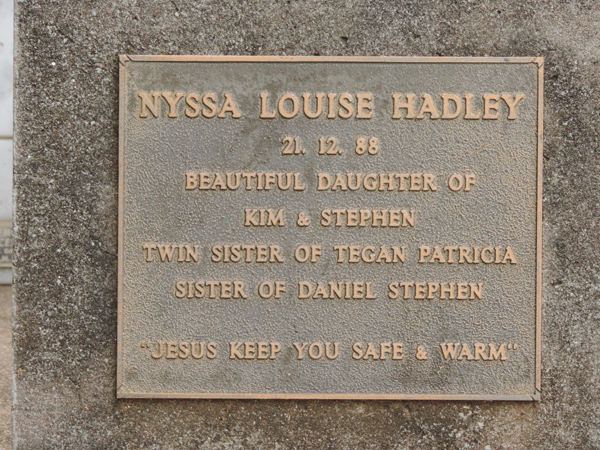 NYSSA LOUISE HADLEY
21. 12. 88
BEAUTIFUL DAUGHTER OF
KIM & STEPHEN
TWIN SISTER OF TEGAN PATRICIA
SISTER OF DANIEL STEPHEN
"JESUS KEEP YOU SAFE & WARM"